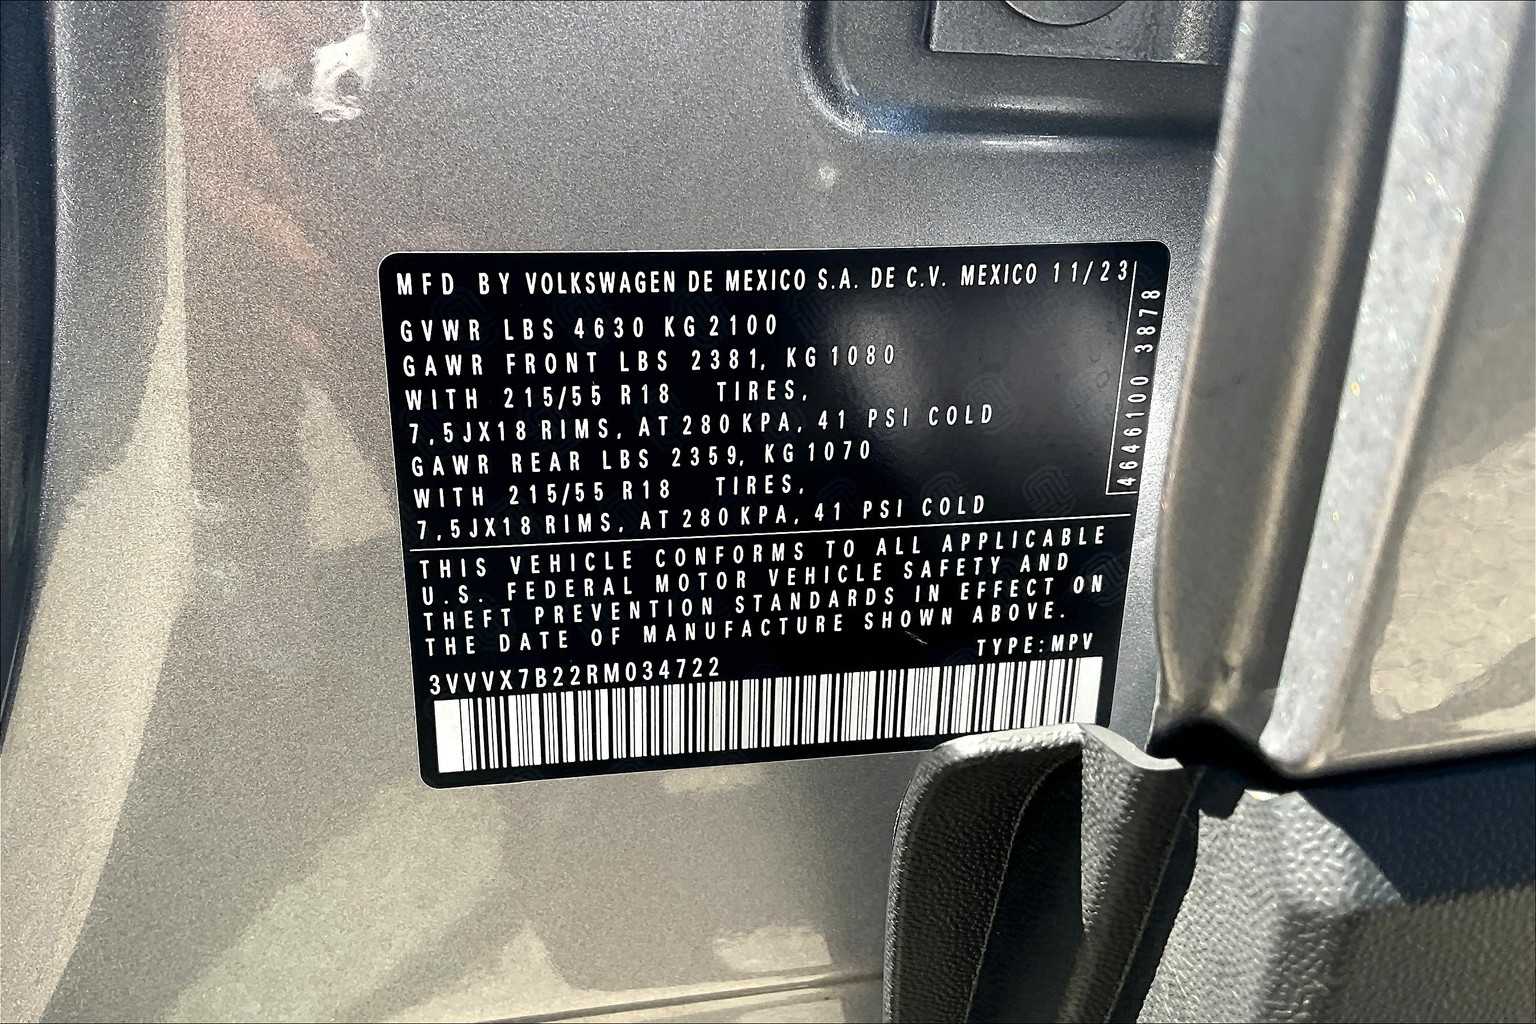 MFD BY VOLKSWAGEN DE MEXICO S.A. DE C.V. MEXICO 11/23
GVWR LBS 4630 KG 2100
GAWR FRONT LBS 2381, KG 1080
WITH 215/55 R18 TIRES,
7,5JX18 RIMS, AT 280 KPA, 41 PSI COLD
GAWR REAR LBS 2359, KG 1070
WITH 215/55 R18 TIRES,
7,5JX18 RIMS, AT 280 KPA, 41 PSI COLD
4646100 3878
THIS VEHICLE CONFORMS TO ALL APPLICABLE
U.S. FEDERAL MOTOR VEHICLE SAFETY AND
THEFT PREVENTION STANDARDS IN EFFECT ON
THE DATE OF MANUFACTURE SHOWN ABOVE.
TYPE:MPV
3VVVX7B22RM034722